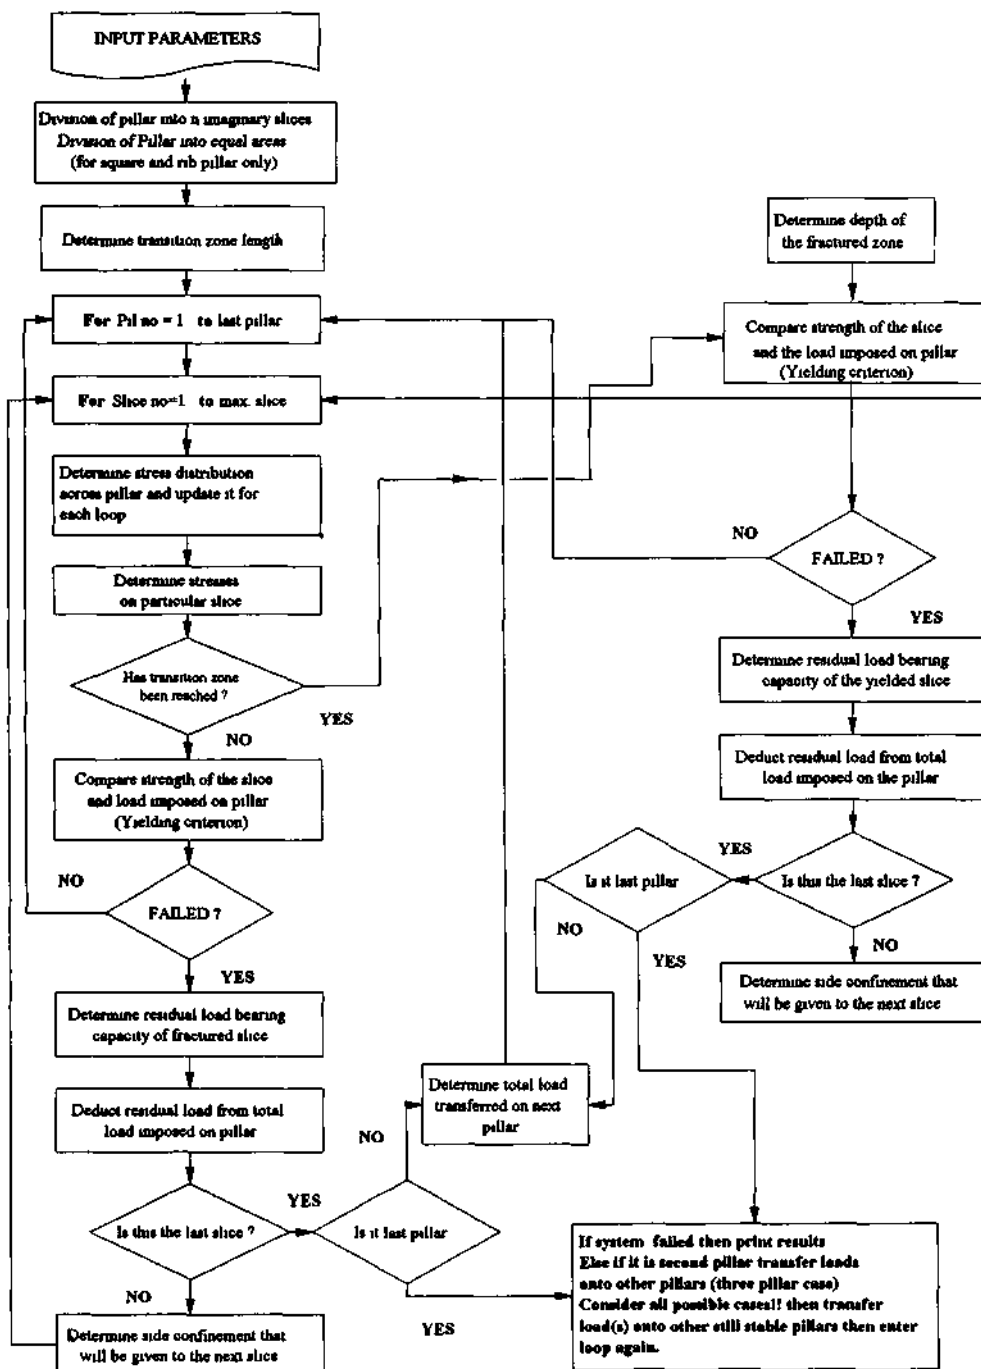 INPUT PARAMETERS
Division of pillar into n imaginary slices
Division of Pillar into equal areas
(for square and rib pillar only)
Determine transition zone length
For Pil no = 1 to last pillar
For Slice no=1 to max. slice
Determine stress distribution
across pillar and update it for
each loop
Determine stresses
on particular slice
Has transition zone
been reached ?
YES
NO
Compare strength of the slice
and load imposed on pillar
(Yielding criterion)
NO
FAILED ?
YES
Determine residual load bearing
capacity of fractured slice
Deduct residual load from total
load imposed on pillar
Is this the last slice ?
YES
NO
Determine side confinement that
will be given to the next slice
Is it last pillar
NO
YES
Determine total load
transferred on next
pillar
Determine depth of
the fractured zone
Compare strength of the slice
and the load imposed on pillar
(Yielding criterion)
NO
FAILED ?
YES
Determine residual load bearing
capacity of the yielded slice
Deduct residual load from total
load imposed on the pillar
Is this the last slice ?
YES
NO
Determine side confinement that
will be given to the next slice
Is it last pillar
NO
YES
If system failed then print results
Else if it is second pillar transfer loads
onto other pillars (three pillar case)
Consider all possible cases!! then transfer
load(s) onto other still stable pillars then enter
loop again.